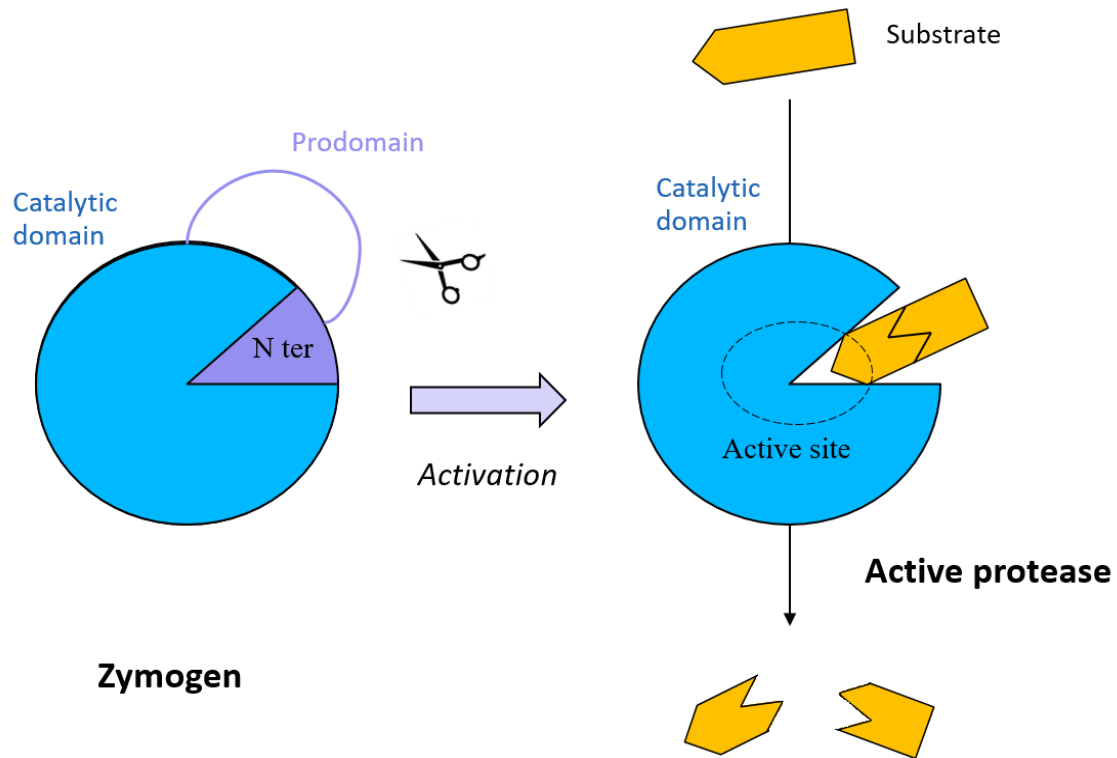 Substrate
Prodomain
Catalytic
domain
Catalytic
domain
N ter
Activation
Active site
Active protease
Zymogen